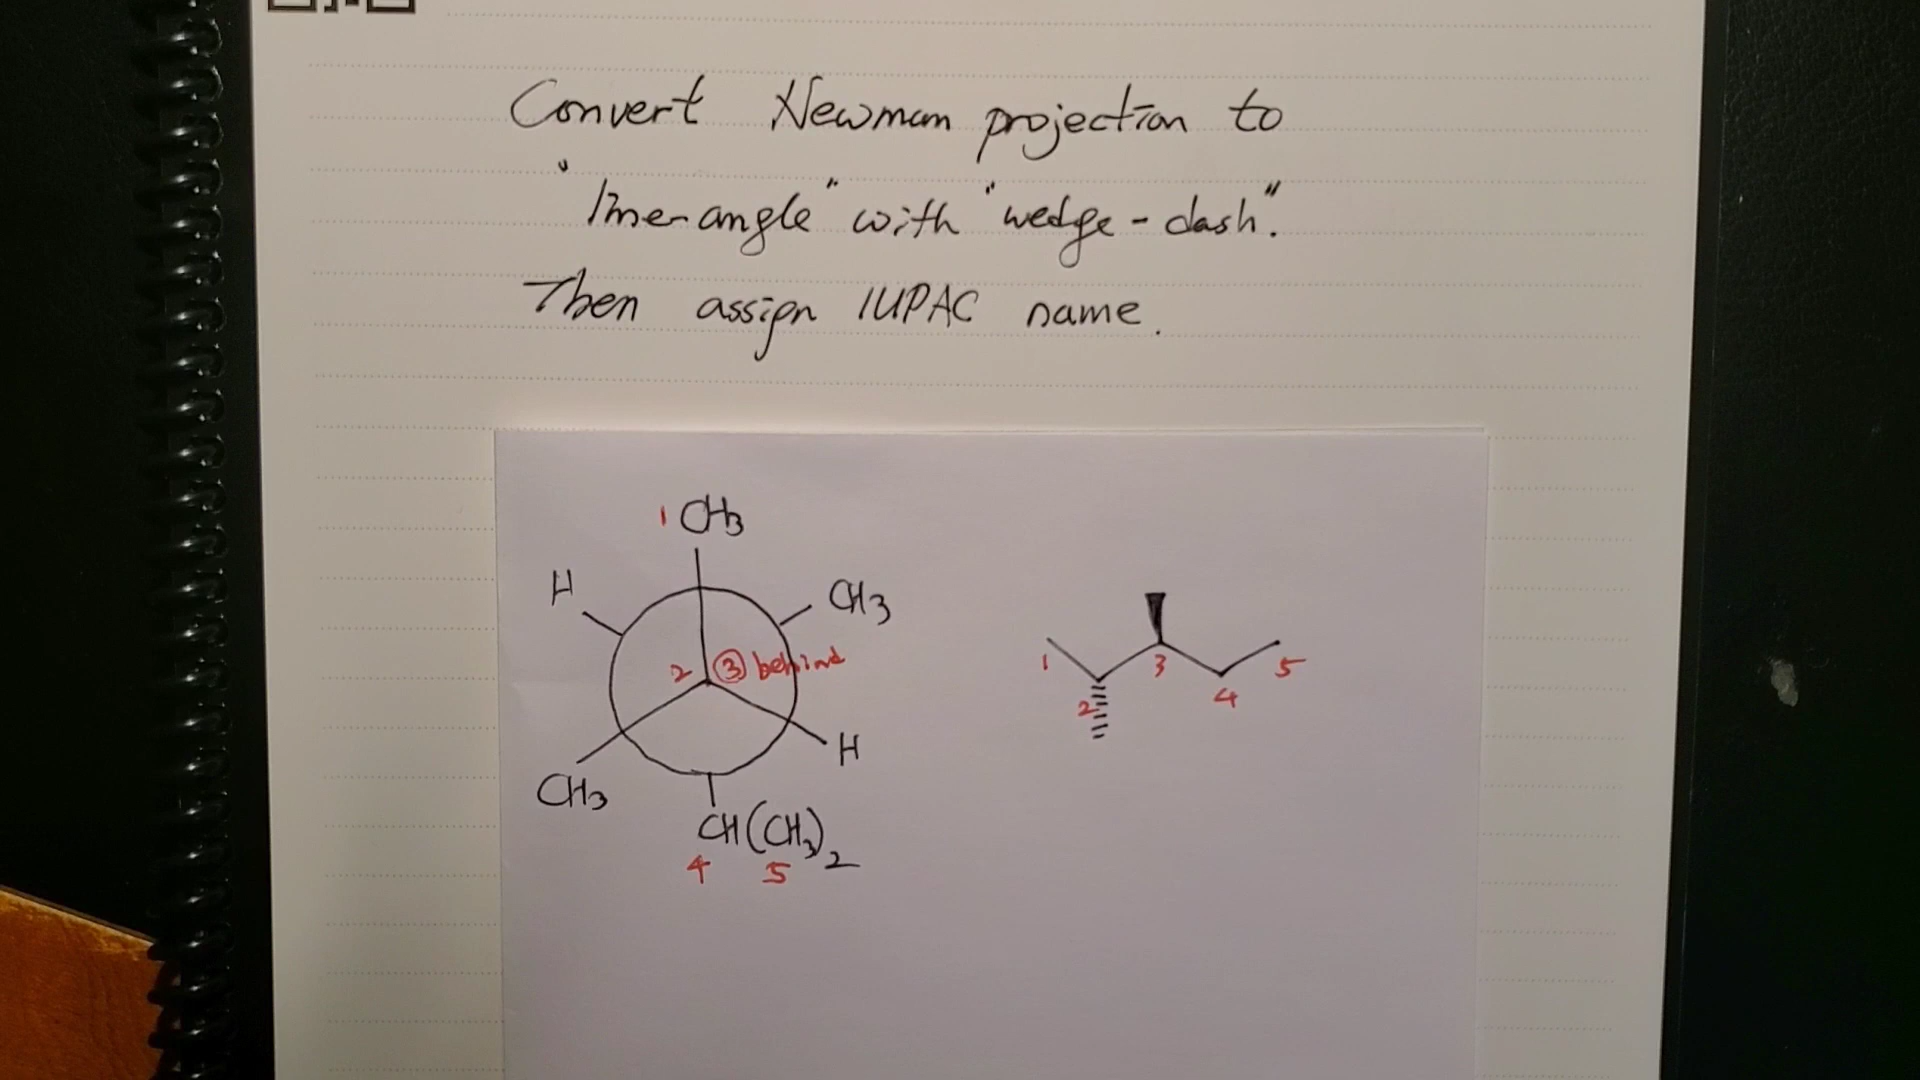 Convert Newman projection to
"line-angle" with "wedge-dash".
Then assign IUPAC name.
1 CH3
H
CH3
2 ③ behind
CH3
H
CH(CH3)2
4 5
1
2
3
4
5